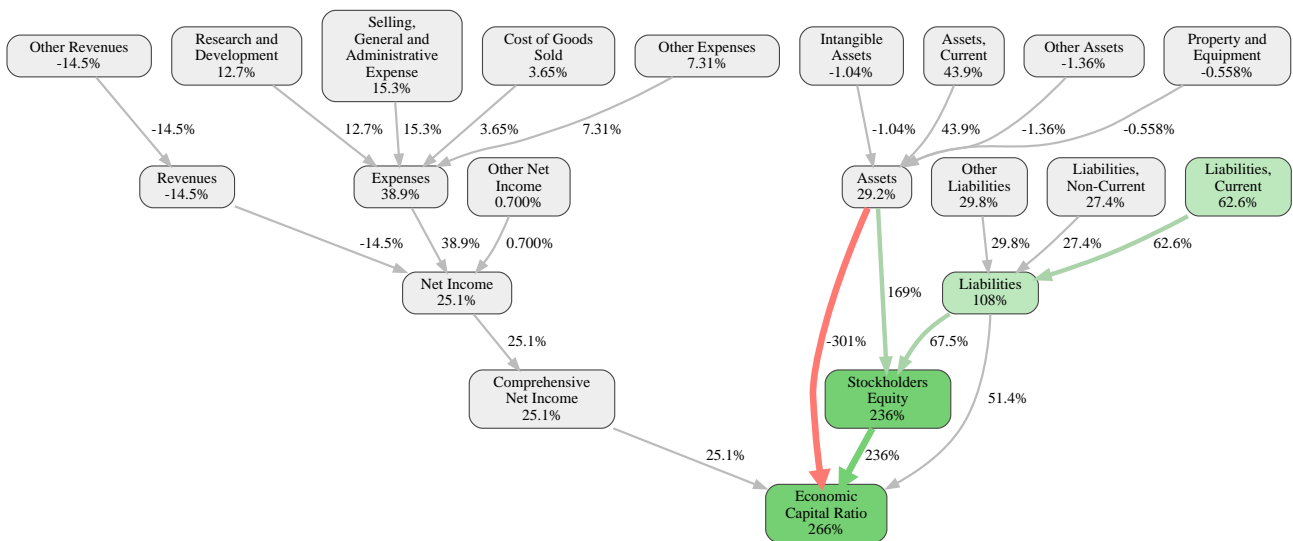 Other Revenues
-14.5%
Research and
Development
12.7%
Selling,
General and
Administrative
Expense
15.3%
Cost of Goods
Sold
3.65%
Other Expenses
7.31%
Intangible
Assets
-1.04%
Assets,
Current
43.9%
Other Assets
-1.36%
Property and
Equipment
-0.558%
-14.5%
12.7%
15.3%
3.65%
7.31%
-1.04%
43.9%
-1.36%
-0.558%
Revenues
-14.5%
Expenses
38.9%
Other Net
Income
0.700%
Assets
29.2%
Other
Liabilities
29.8%
Liabilities,
Non-Current
27.4%
Liabilities,
Current
62.6%
-14.5%
38.9%
0.700%
29.8%
27.4%
62.6%
Net Income
25.1%
169%
Liabilities
108%
25.1%
-301%
67.5%
Comprehensive
Net Income
25.1%
Stockholders
Equity
236%
51.4%
25.1%
236%
Economic
Capital Ratio
266%